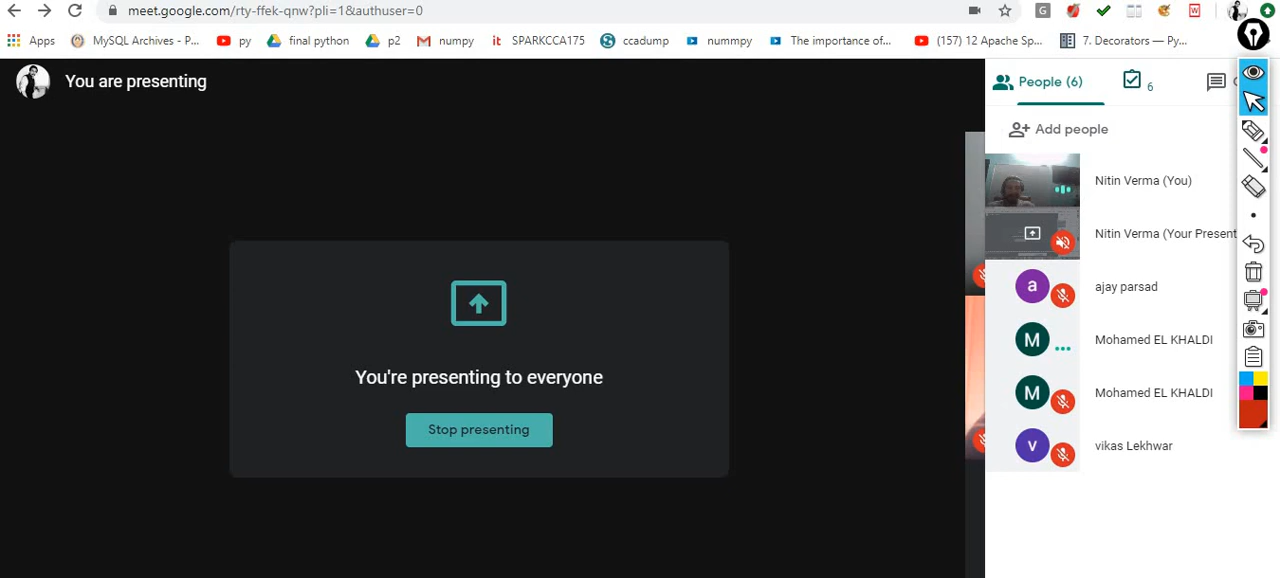 meet.google.com/rty-ffek-qnw?pli=1&authuser=0
Apps MySQL Archives - P... py final python p2 numpy SPARKCCA175 ccadump nummpy The importance of... (157) 12 Apache Sp... 7. Decorators — Py...
You are presenting
People (6) 6
Add people
Nitin Verma (You)
Nitin Verma (Your Present
a ajay parsad
M Mohamed EL KHALDI
M Mohamed EL KHALDI
v vikas Lekhwar
You're presenting to everyone
Stop presenting